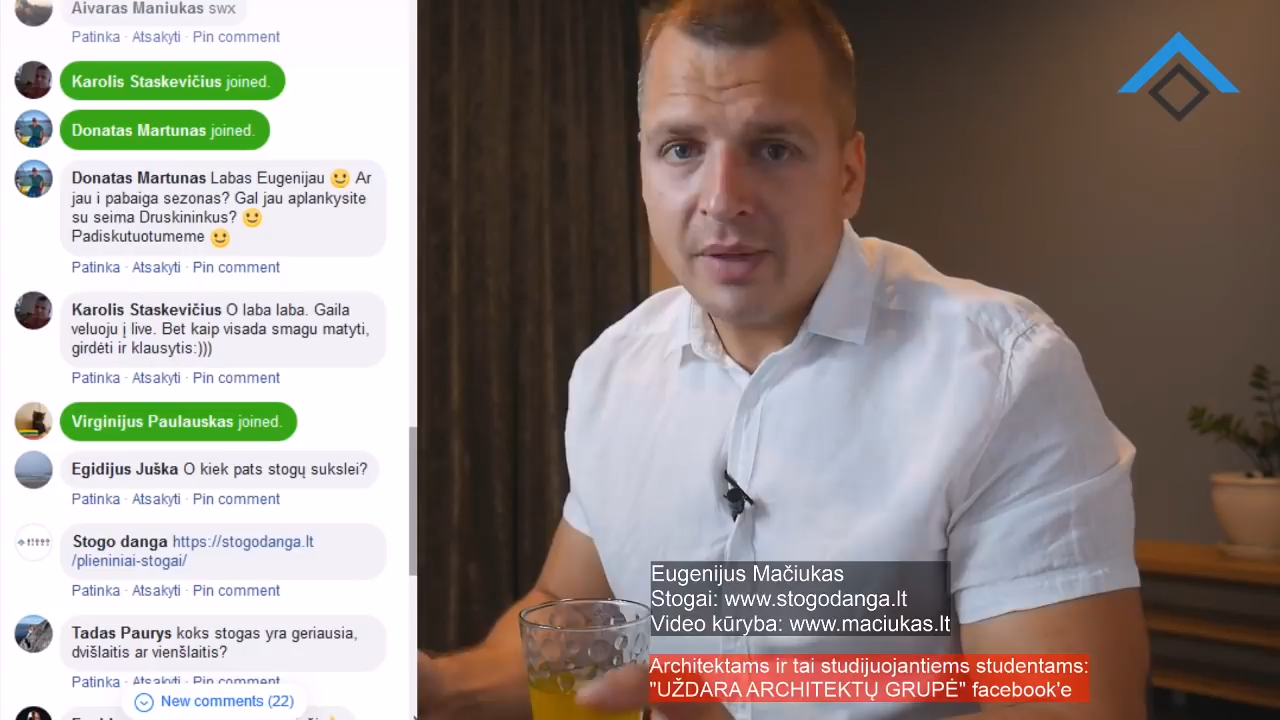 Aivaras Maniukas swx
Patinka · Atsakyti · Pin comment
Karolis Staskevičius joined.
Donatas Martunas joined.
Donatas Martunas Labas Eugenijau 🙂 Ar
jau i pabaiga sezonas? Gal jau aplankysite
su seima Druskininkus? 🙂
Padiskutuotumeme 🙂
Patinka · Atsakyti · Pin comment
Karolis Staskevičius O laba laba. Gaila
veluoju į live. Bet kaip visada smagu matyti,
girdėti ir klausytis:)))
Patinka · Atsakyti · Pin comment
Virginijus Paulauskas joined.
Egidijus Juška O kiek pats stogų sukslei?
Patinka · Atsakyti · Pin comment
Stogo danga https://stogodanga.lt
/plieniniai-stogai/
Patinka · Atsakyti · Pin comment
Tadas Paurys koks stogas yra geriausia,
dvišlaitis ar vienšlaitis?
Patinka · Atsakyti · Pin comment
New comments (22)
Eugenijus Mačiukas
Stogai: www.stogodanga.lt
Video kūryba: www.maciukas.lt
Architektams ir tai studijuojantiems studentams:
"UŽDARA ARCHITEKTŲ GRUPĖ" facebook'e